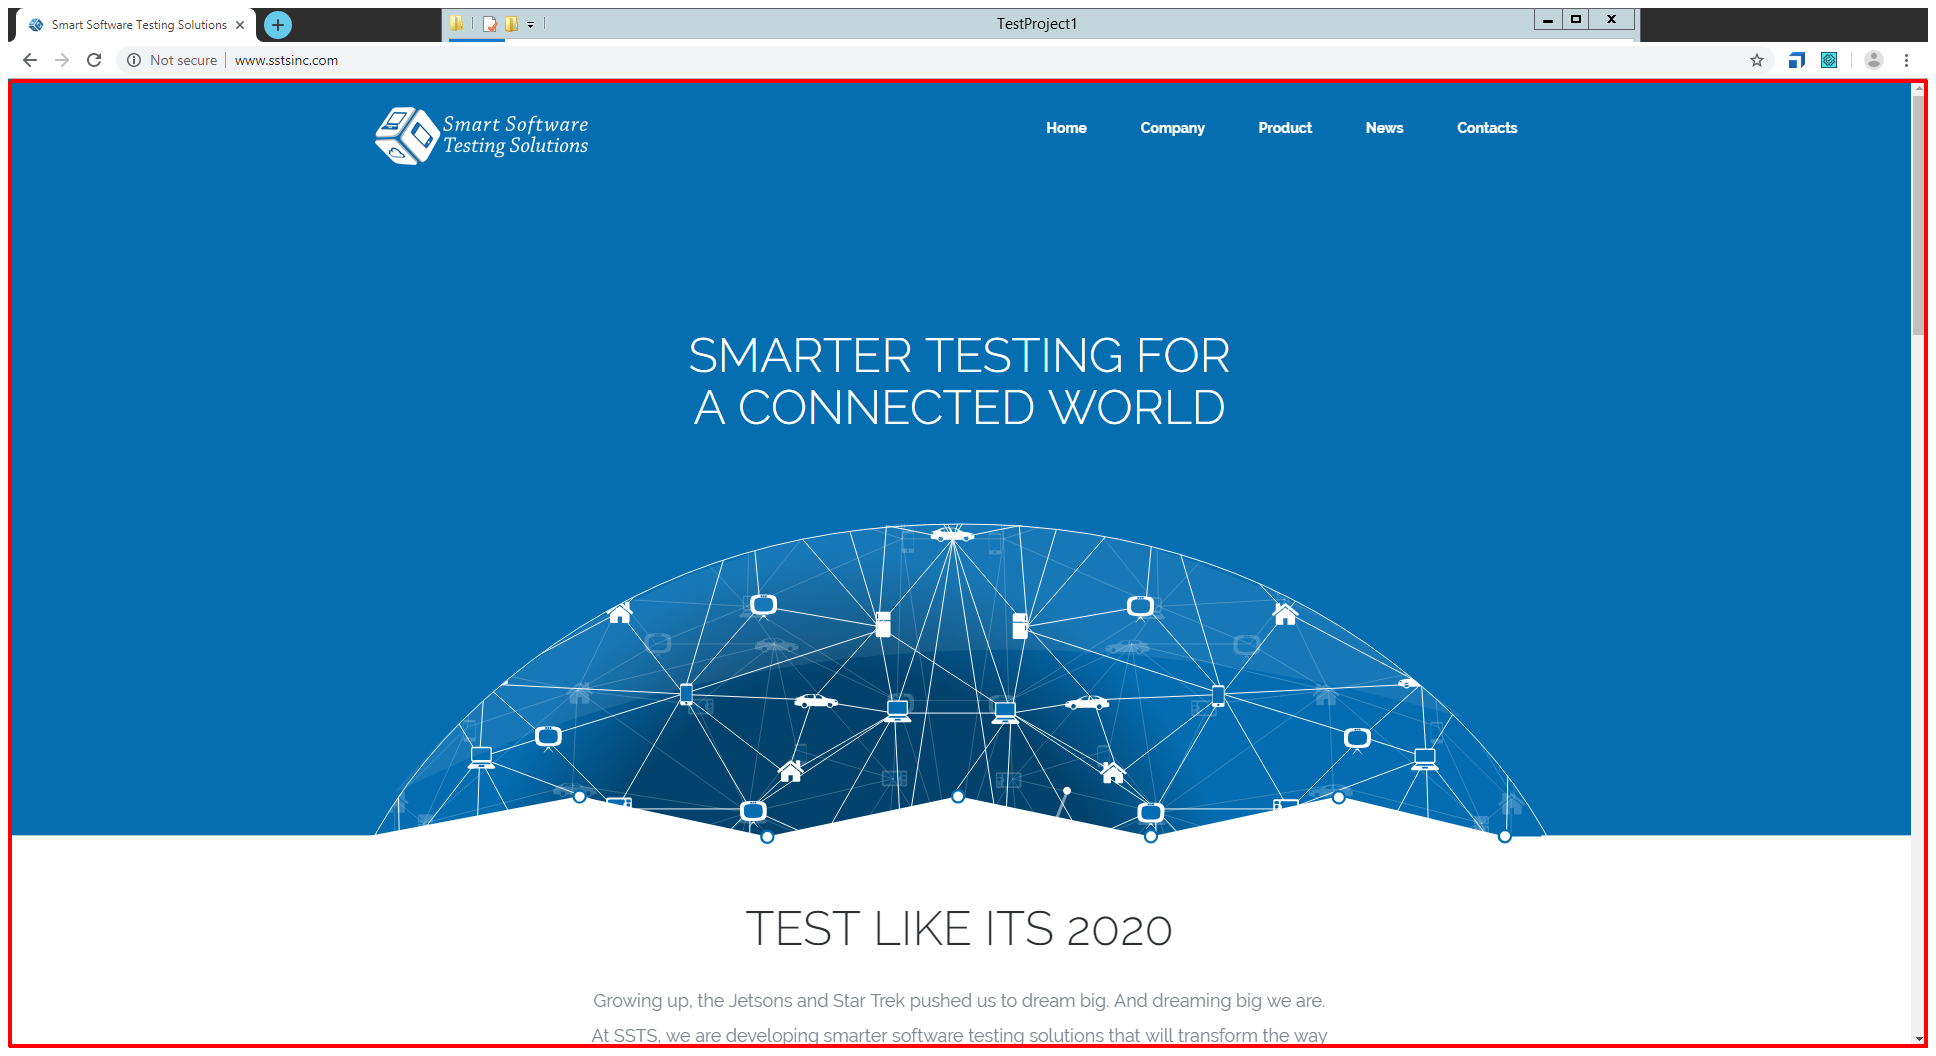 Smart Software Testing Solutions
TestProject1
Not secure
www.sstsinc.com
Smart Software
Testing Solutions
Home
Company
Product
News
Contacts
SMARTER TESTING FOR
A CONNECTED WORLD
TEST LIKE ITS 2020
Growing up, the Jetsons and Star Trek pushed us to dream big. And dreaming big we are.
At SSTS, we are developing smarter software testing solutions that will transform the way